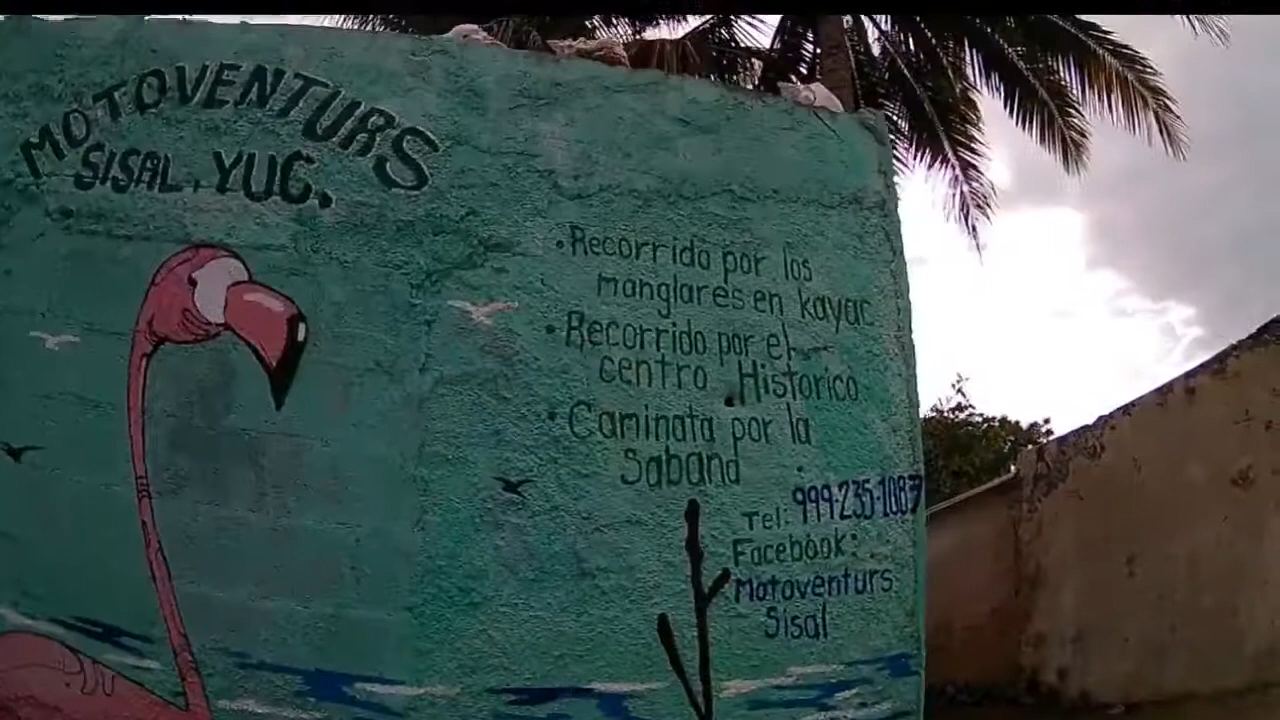 MOTOVENTURS
SISAL, YUC.
• Recorrido por los
manglares en kayac
• Recorrido por el
centro Historico
• Caminata por la
Sabana
Tel: 999-235-1087
Facebook:
Motoventurs
Sisal